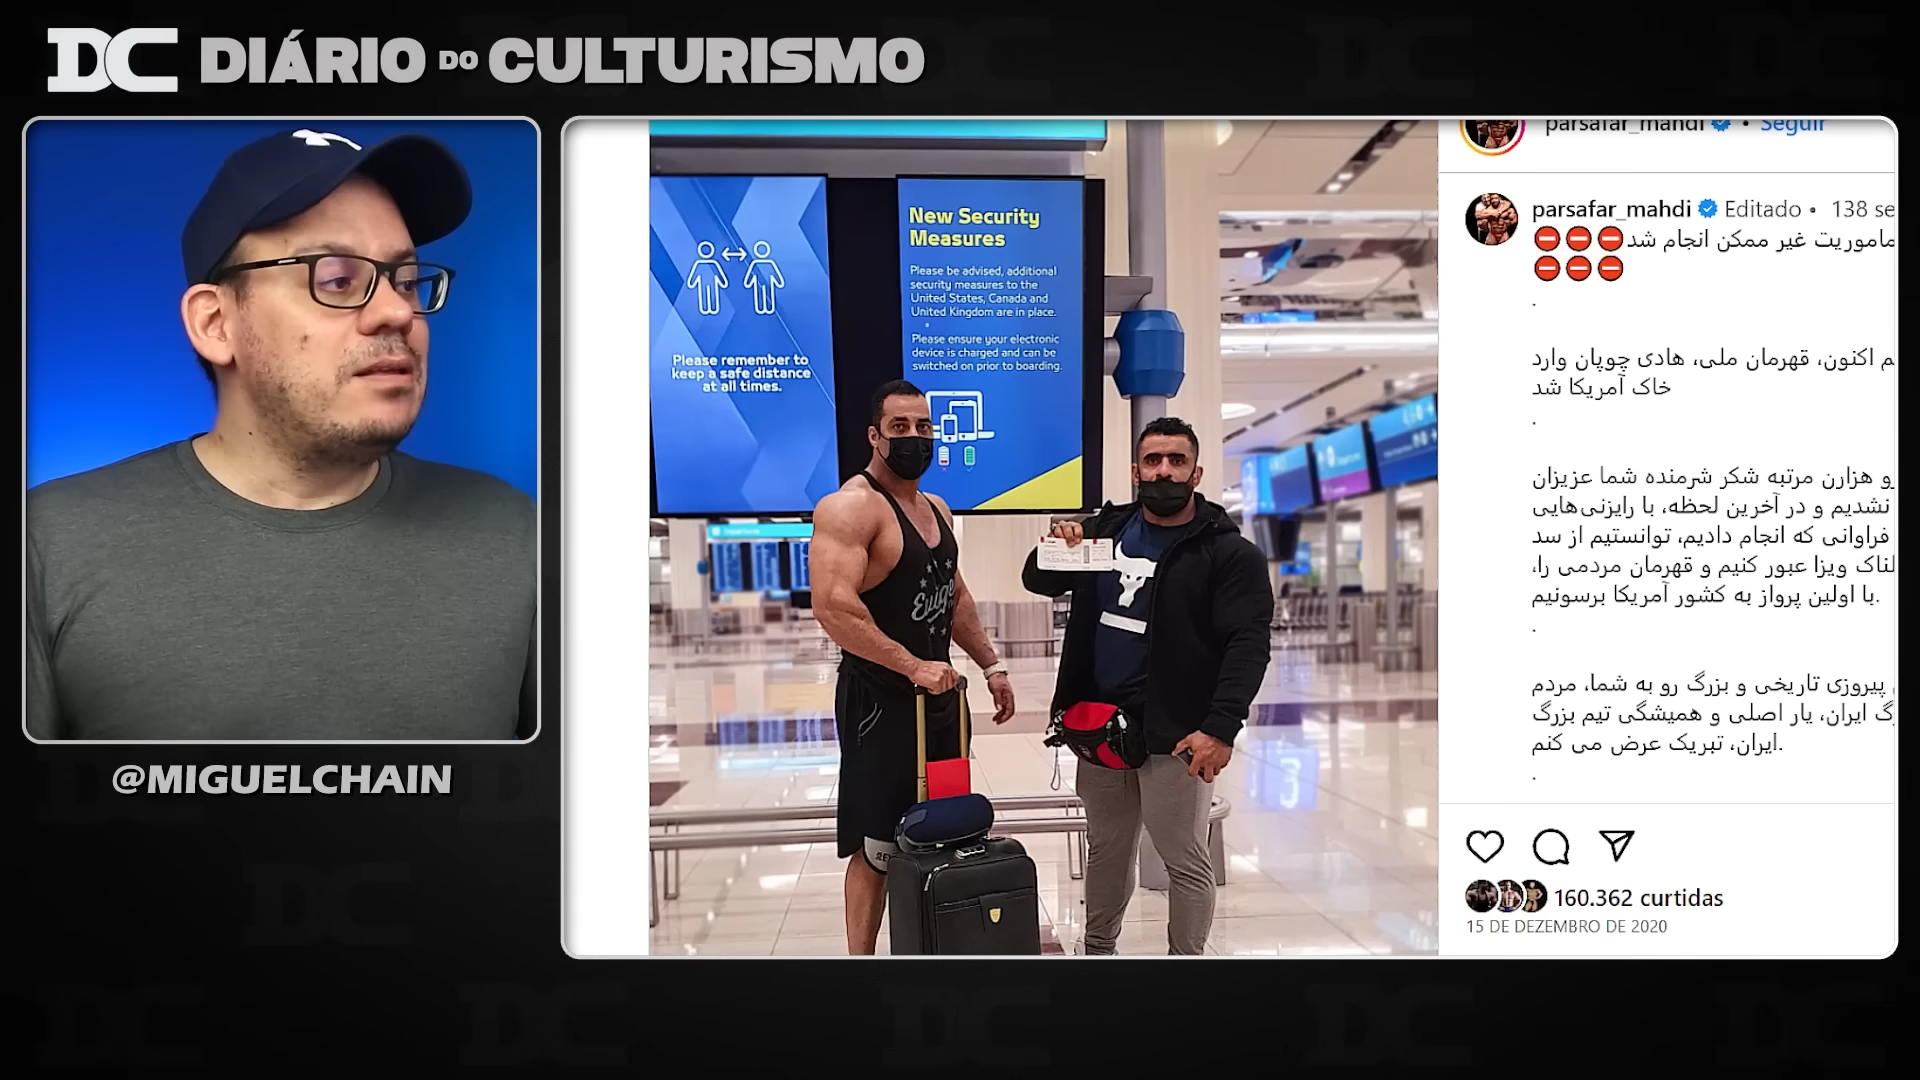 DC DIÁRIO DO CULTURISMO
@MIGUELCHAIN
Please remember to
keep a safe distance
at all times.
New Security
Measures
Please be advised, additional
security measures to the
United States, Canada and
United Kingdom are in place.
Please ensure your electronic
device is charged and can be
switched on prior to boarding.
parsafar_mahdi • Seguir
parsafar_mahdi Editado • 138 se
ماموریت غیر ممکن انجام شد
اکنون، قهرمان ملی، هادی چوپان وارد
خاک آمریکا شد
.
و هزارن مرتبه شکر شرمنده شما عزیزان
نشدیم و در آخرین لحظه، با رایزنی‌هایی
فراوانی که انجام دادیم، توانستیم از سد
ویزا عبور کنیم و قهرمان مردمی را،
با اولین پرواز به کشور آمریکا برسونیم.
.
پیروزی تاریخی و بزرگ رو به شما، مردم
ایران، یار اصلی و همیشگی تیم بزرگ
ایران، تبریک عرض می کنم.
.
160.362 curtidas
15 DE DEZEMBRO DE 2020